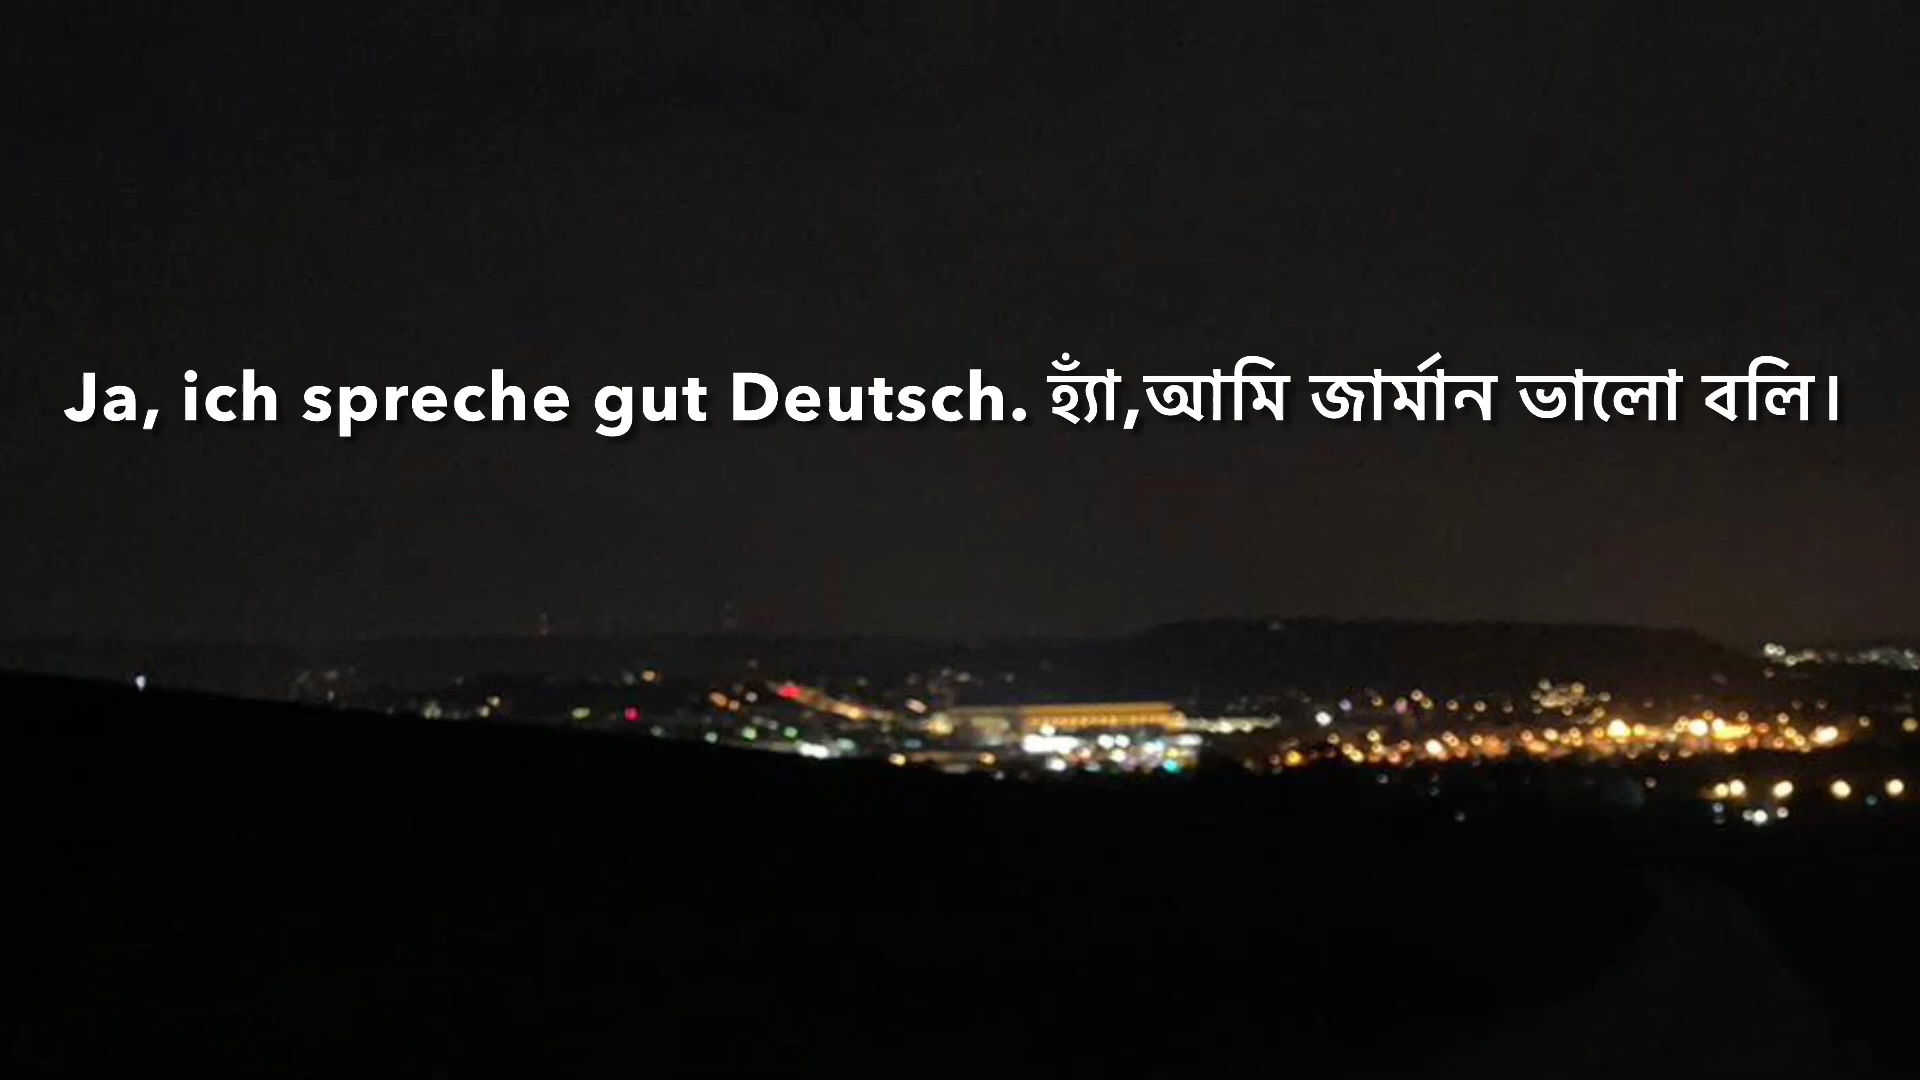 Ja, ich spreche gut Deutsch. হ্যাঁ,আমি জার্মান ভালো বলি।